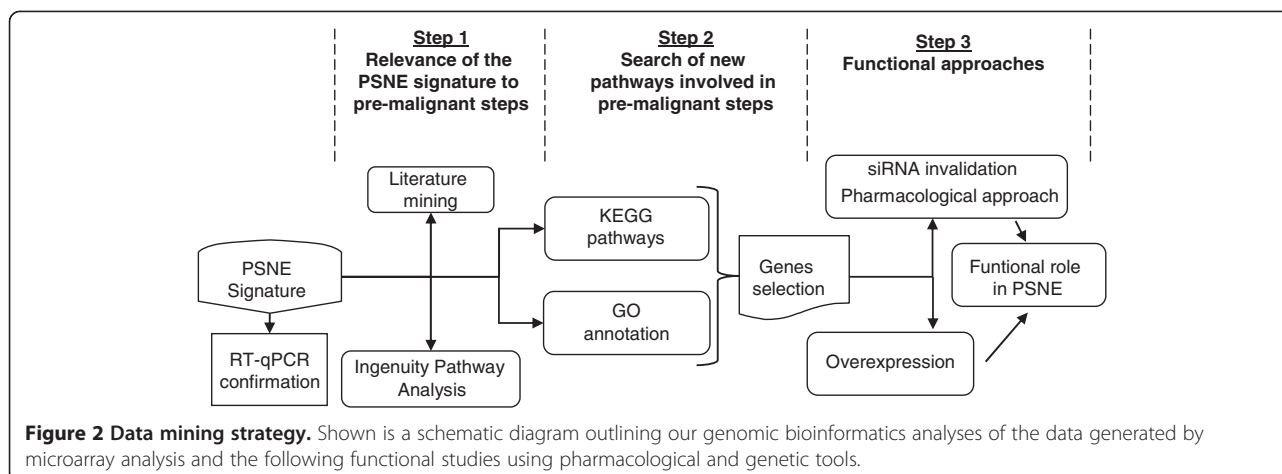 Step 1
Relevance of the
PSNE signature to
pre-malignant steps
Step 2
Search of new
pathways involved in
pre-malignant steps
Step 3
Functional approaches
PSNE
Signature
RT-qPCR
confirmation
Literature
mining
Ingenuity Pathway
Analysis
KEGG
pathways
GO
annotation
Genes
selection
siRNA invalidation
Pharmacological approach
Overexpression
Funtional role
in PSNE
Figure 2 Data mining strategy. Shown is a schematic diagram outlining our genomic bioinformatics analyses of the data generated by
microarray analysis and the following functional studies using pharmacological and genetic tools.